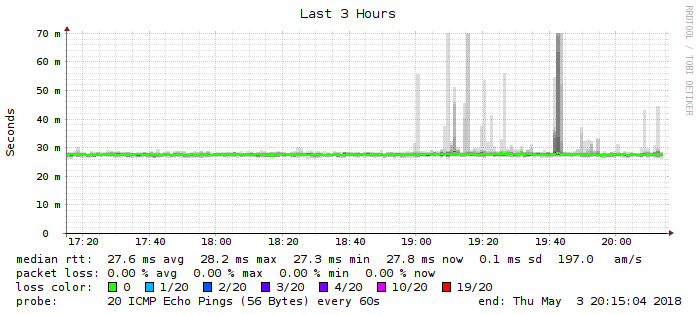 Last 3 Hours
RRDTOOL / TOBI OETIKER
Seconds
70 m
60 m
50 m
40 m
30 m
20 m
10 m
0
17:20 17:40 18:00 18:20 18:40 19:00 19:20 19:40 20:00
median rtt: 27.6 ms avg 28.2 ms max 27.3 ms min 27.8 ms now 0.1 ms sd 197.0 am/s
packet loss: 0.00 % avg 0.00 % max 0.00 % min 0.00 % now
loss color: 0 1/20 2/20 3/20 4/20 10/20 19/20
probe: 20 ICMP Echo Pings (56 Bytes) every 60s end: Thu May 3 20:15:04 2018